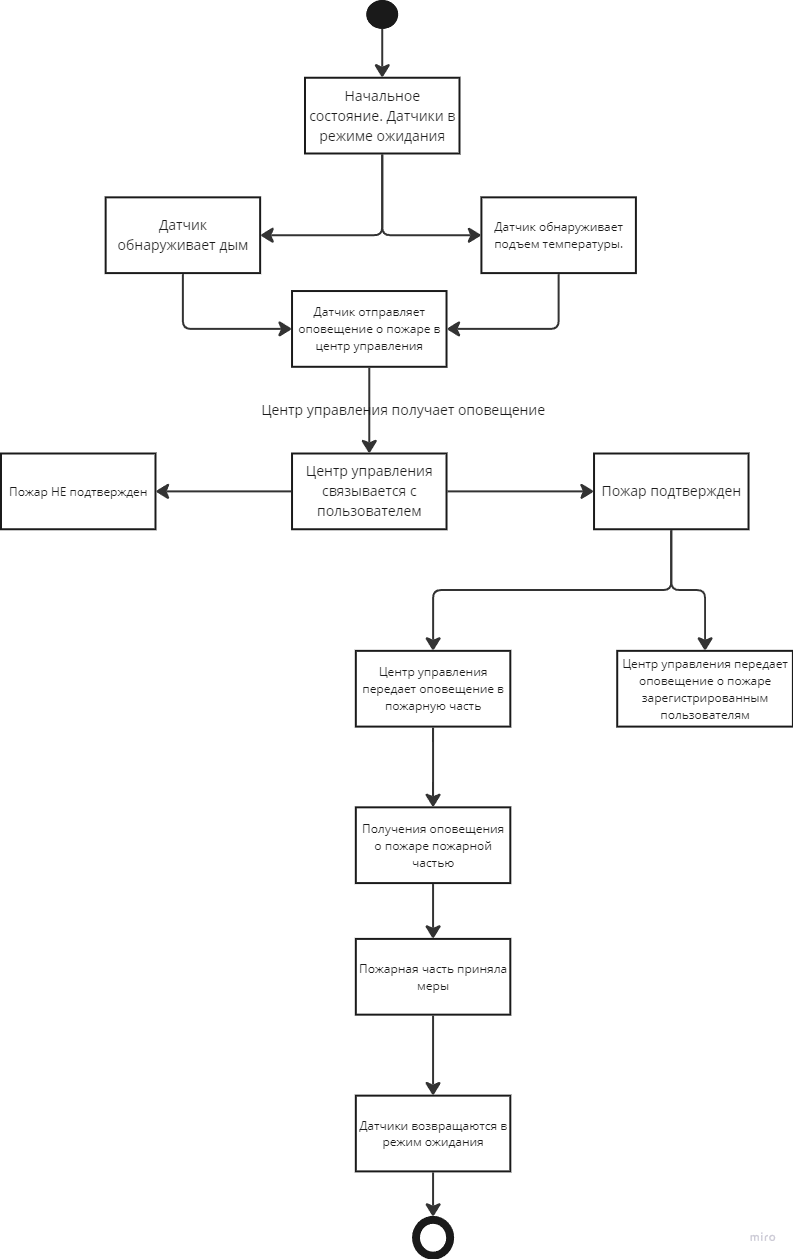 Начальное
состояние. Датчики в
режиме ожидания
Датчик
обнаруживает дым
Датчик обнаруживает
подъем температуры.
Датчик отправляет
оповещение о пожаре в
центр управления
Центр управления получает оповещение
Пожар НЕ подтвержден
Центр управления
связывается с
пользователем
Пожар подтвержден
Центр управления
передает оповещение в
пожарную часть
Центр управления передает
оповещение о пожаре
зарегистрированным
пользователям
Получения оповещения
о пожаре пожарной
частью
Пожарная часть приняла
меры
Датчики возвращаются в
режим ожидания
miro